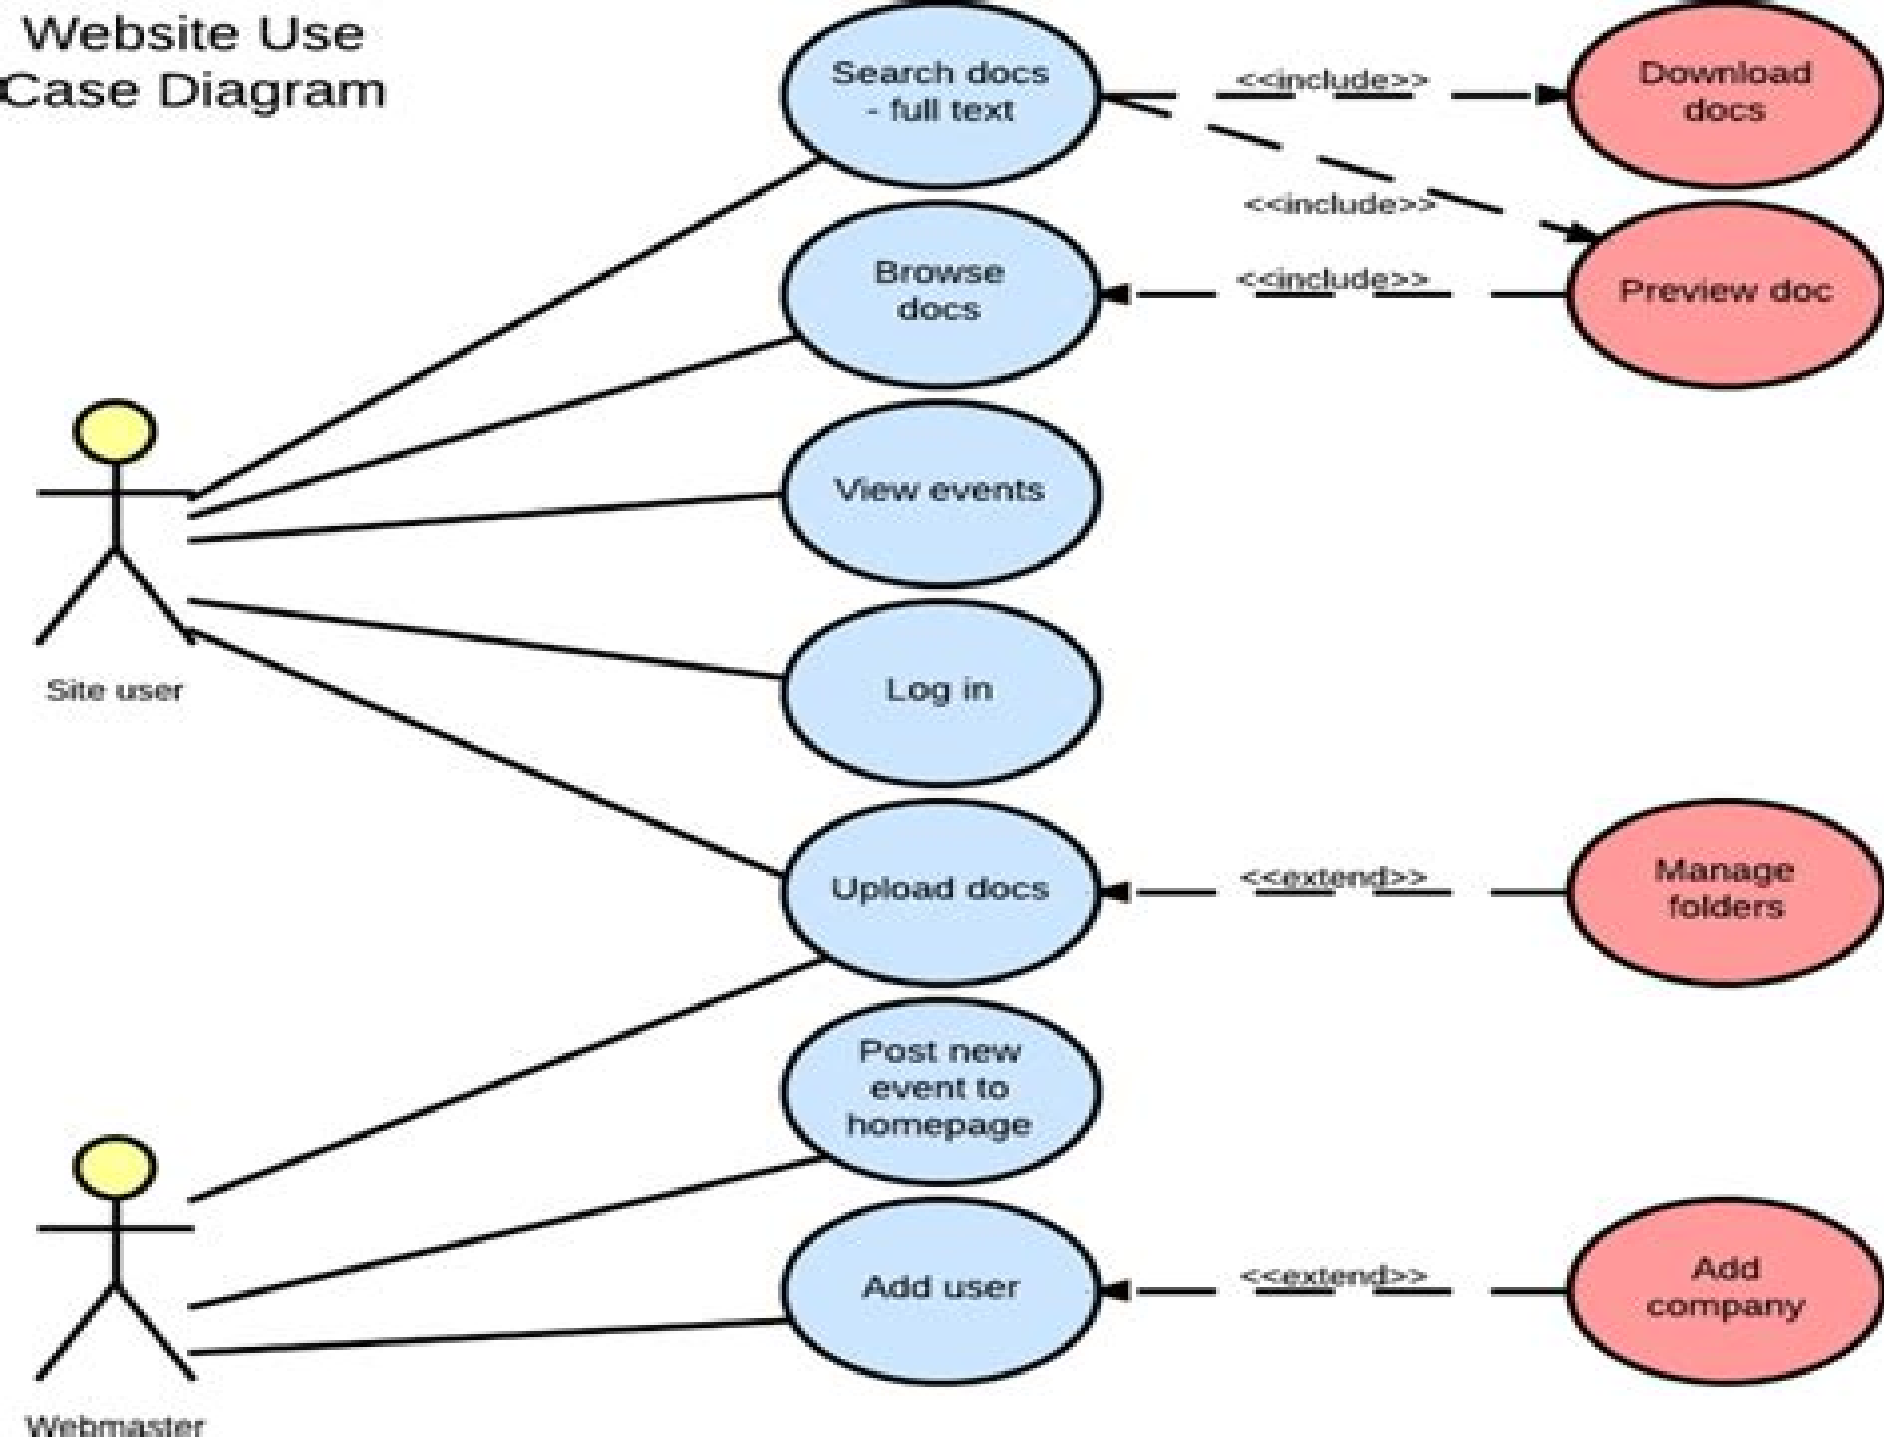 Website Use
Case Diagram
Search docs
- full text
<<include>>
Download
docs
<<include>>
Browse
docs
<<include>>
Preview doc
View events
Site user
Log in
Upload docs
<<extend>>
Manage
folders
Post new
event to
homepage
Add user
<<extend>>
Add
company
Webmaster